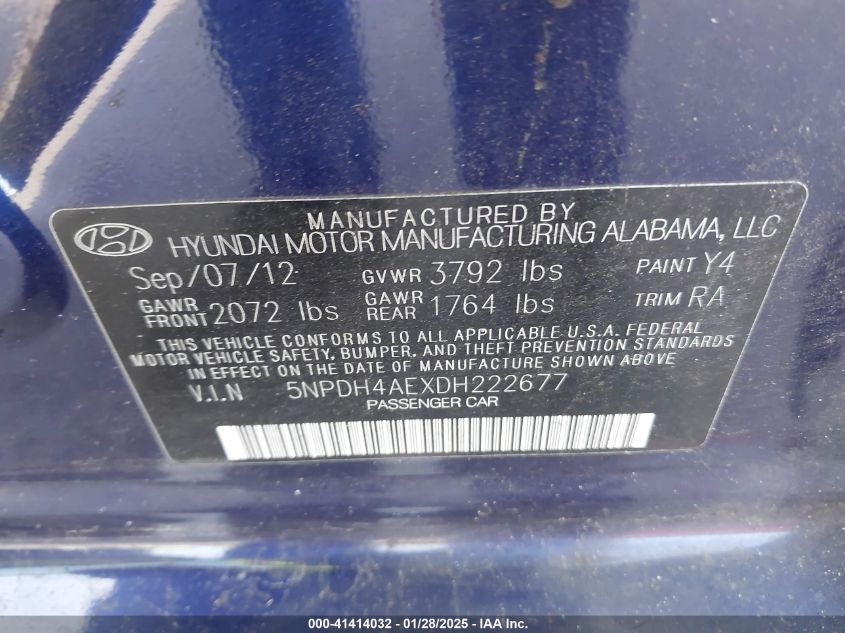 MANUFACTURED BY
HYUNDAI MOTOR MANUFACTURING ALABAMA, LLC
Sep/07/12 GVWR 3792 lbs PAINT Y4
GAWR FRONT 2072 lbs GAWR REAR 1764 lbs TRIM RA
THIS VEHICLE CONFORMS TO ALL APPLICABLE U.S.A. FEDERAL
MOTOR VEHICLE SAFETY, BUMPER, AND THEFT PREVENTION STANDARDS
IN EFFECT ON THE DATE OF MANUFACTURE SHOWN ABOVE
V.I.N 5NPDH4AEXDH222677
PASSENGER CAR
000-41414032 - 01/28/2025 - COPYRIGHT IAA, LLC.